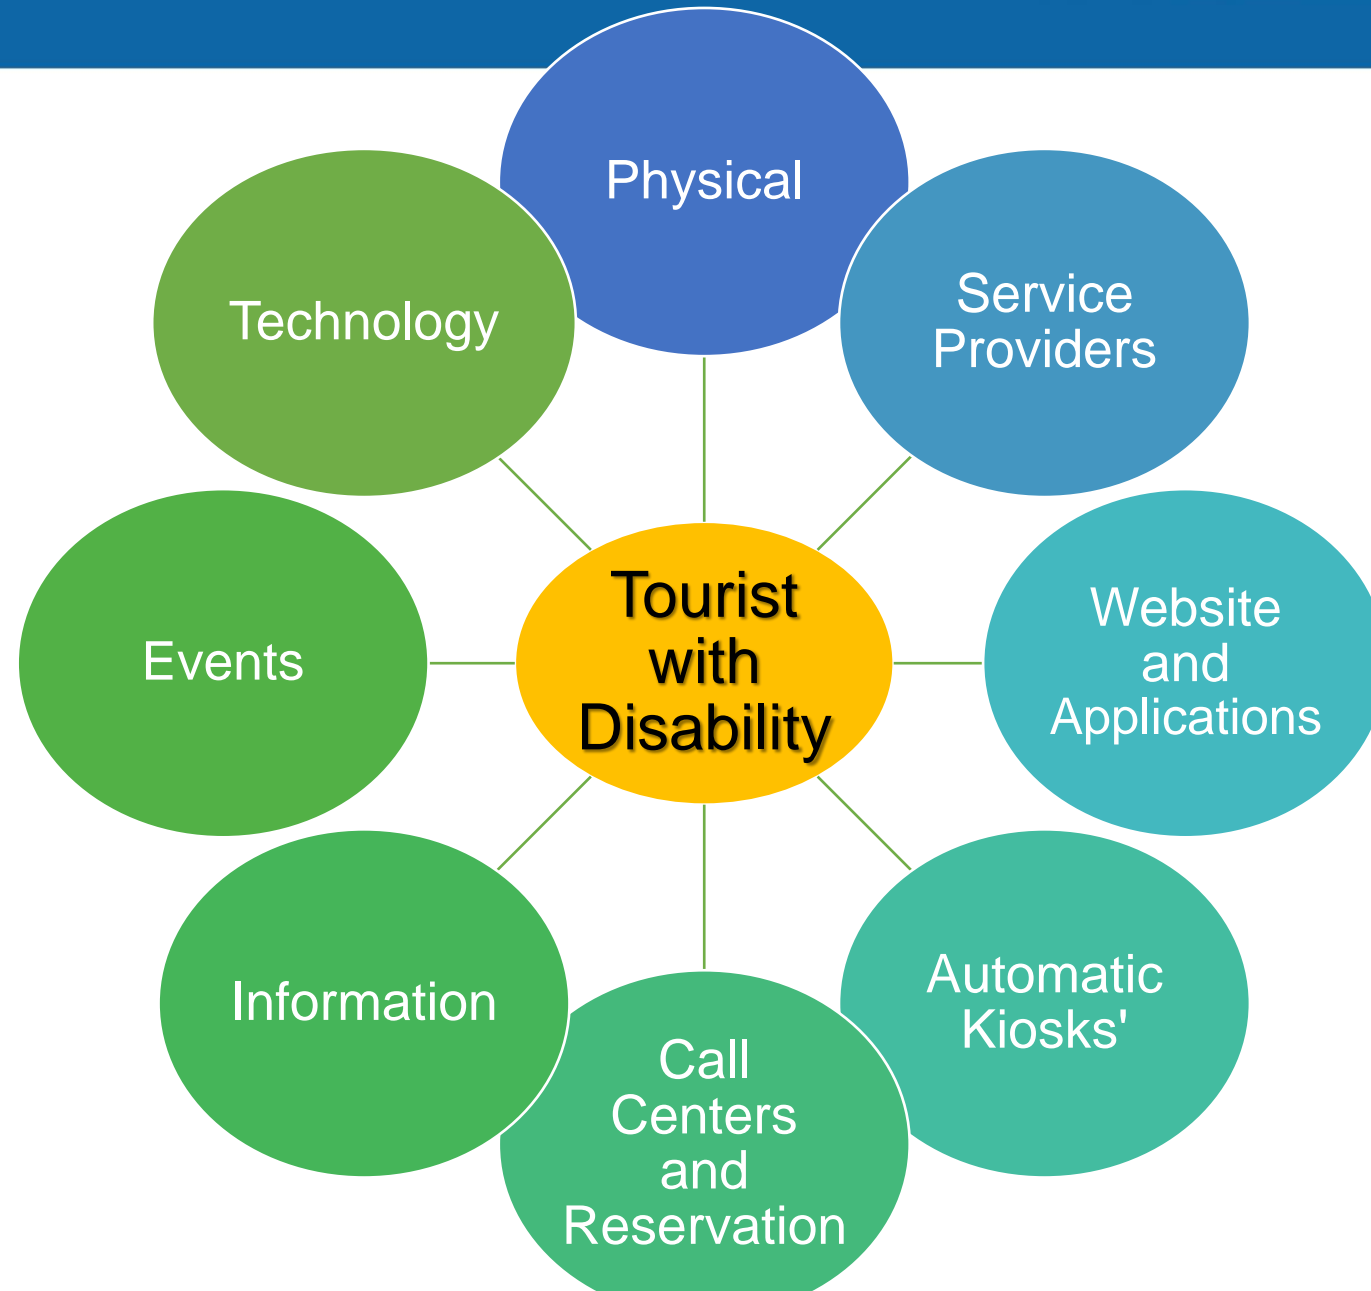 Physical
Service
Providers
Technology
Website
and
Applications
Tourist
with
Disability
Events
Automatic
Kiosks'
Information
Call
Centers
and
Reservation